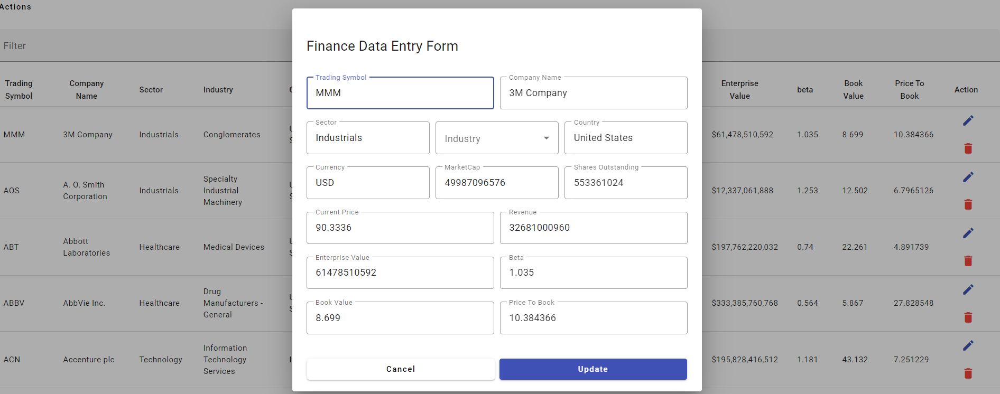 Actions
Filter
Trading Symbol
Company Name
Sector
Industry
Enterprise Value
beta
Book Value
Price To Book
Action
MMM
3M Company
Industrials
Conglomerates
$61,478,510,592
1.035
8.699
10.384366
AOS
A. O. Smith
Corporation
Industrials
Specialty
Industrial
Machinery
$12,337,061,888
1.253
12.502
6.7965126
ABT
Abbott
Laboratories
Healthcare
Medical Devices
$197,762,220,032
0.74
22.261
4.891739
ABBV
AbbVie Inc.
Healthcare
Drug
Manufacturers -
General
$333,385,760,768
0.564
5.867
27.828548
ACN
Accenture plc
Technology
Information
Technology
Services
$195,828,416,512
1.181
43.132
7.251229
Finance Data Entry Form
Trading Symbol
MMM
Company Name
3M Company
Sector
Industrials
Industry
Country
United States
Currency
USD
MarketCap
49987096576
Shares Outstanding
553361024
Current Price
90.3336
Revenue
32681000960
Enterprise Value
61478510592
Beta
1.035
Book Value
8.699
Price To Book
10.384366
Cancel
Update